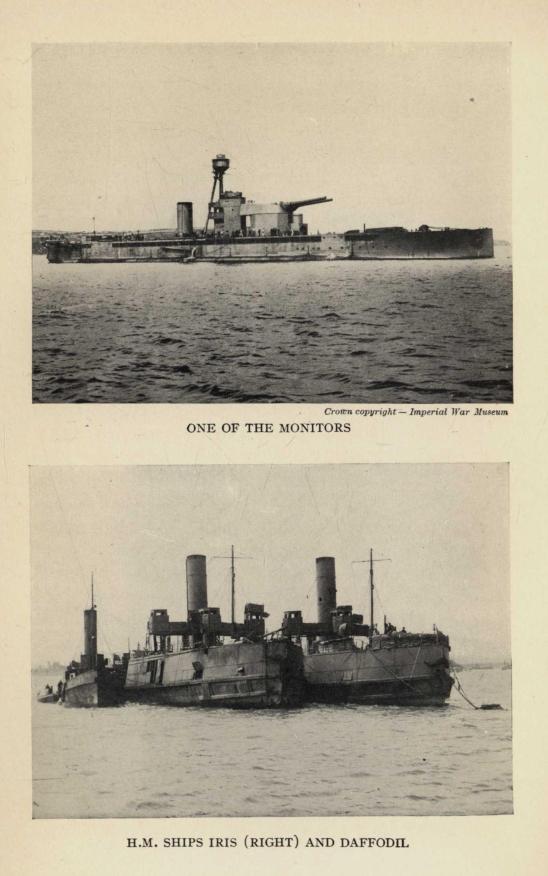 Crown copyright — Imperial War Museum
ONE OF THE MONITORS
H.M. SHIPS IRIS (RIGHT) AND DAFFODIL